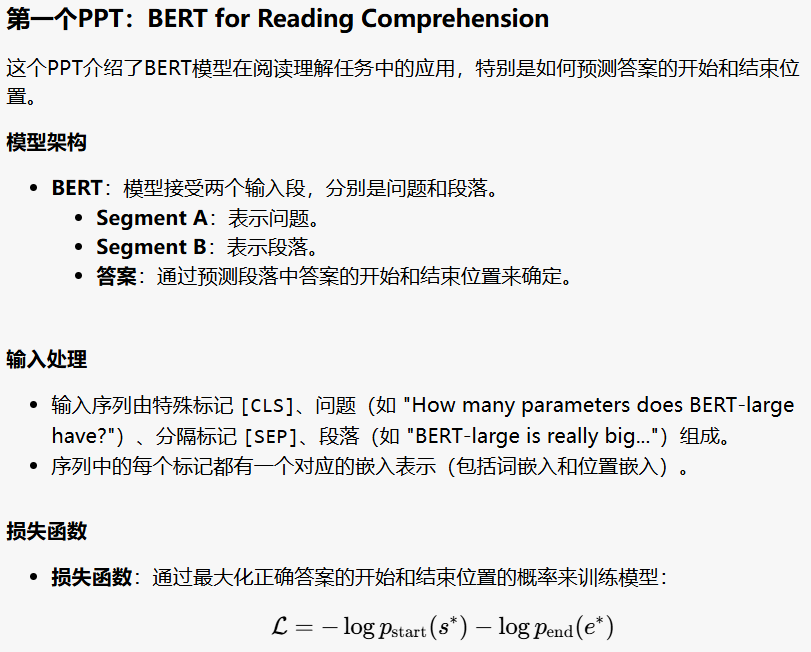 第一个PPT：BERT for Reading Comprehension
这个PPT介绍了BERT模型在阅读理解任务中的应用，特别是如何预测答案的开始和结束位
置。
模型架构
• BERT：模型接受两个输入段，分别是问题和段落。
• Segment A：表示问题。
• Segment B：表示段落。
• 答案：通过预测段落中答案的开始和结束位置来确定。
输入处理
• 输入序列由特殊标记 [CLS]、问题（如 "How many parameters does BERT-large
have?"）、分隔标记 [SEP]、段落（如 "BERT-large is really big..."）组成。
• 序列中的每个标记都有一个对应的嵌入表示（包括词嵌入和位置嵌入）。
损失函数
• 损失函数：通过最大化正确答案的开始和结束位置的概率来训练模型：
ℒ = − log p_start(s*) − log p_end(e*)